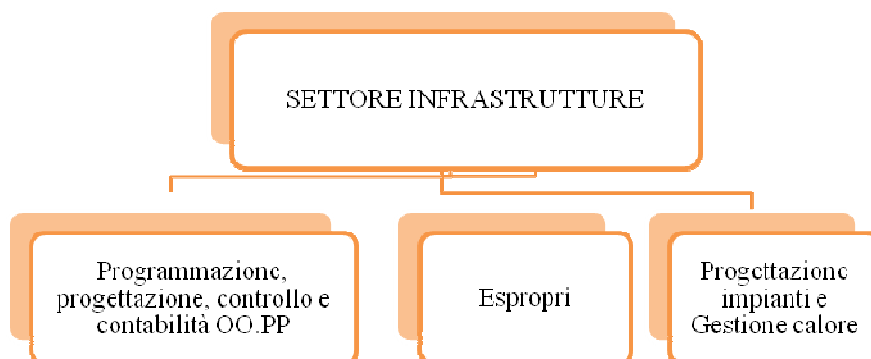 SETTORE INFRASTRUTTURE
Programmazione,
progettazione, controllo e
contabilità OO.PP
Espropri
Progettazione
impianti e
Gestione calore